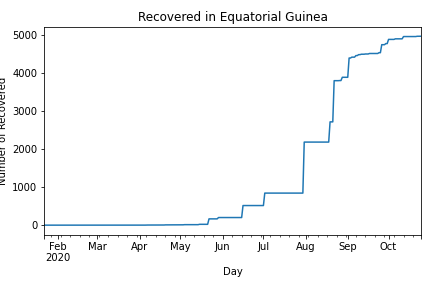 Recovered in Equatorial Guinea
Number of Recovered
5000
4000
3000
2000
1000
0
Feb Mar Apr May Jun Jul Aug Sep Oct
2020
Day